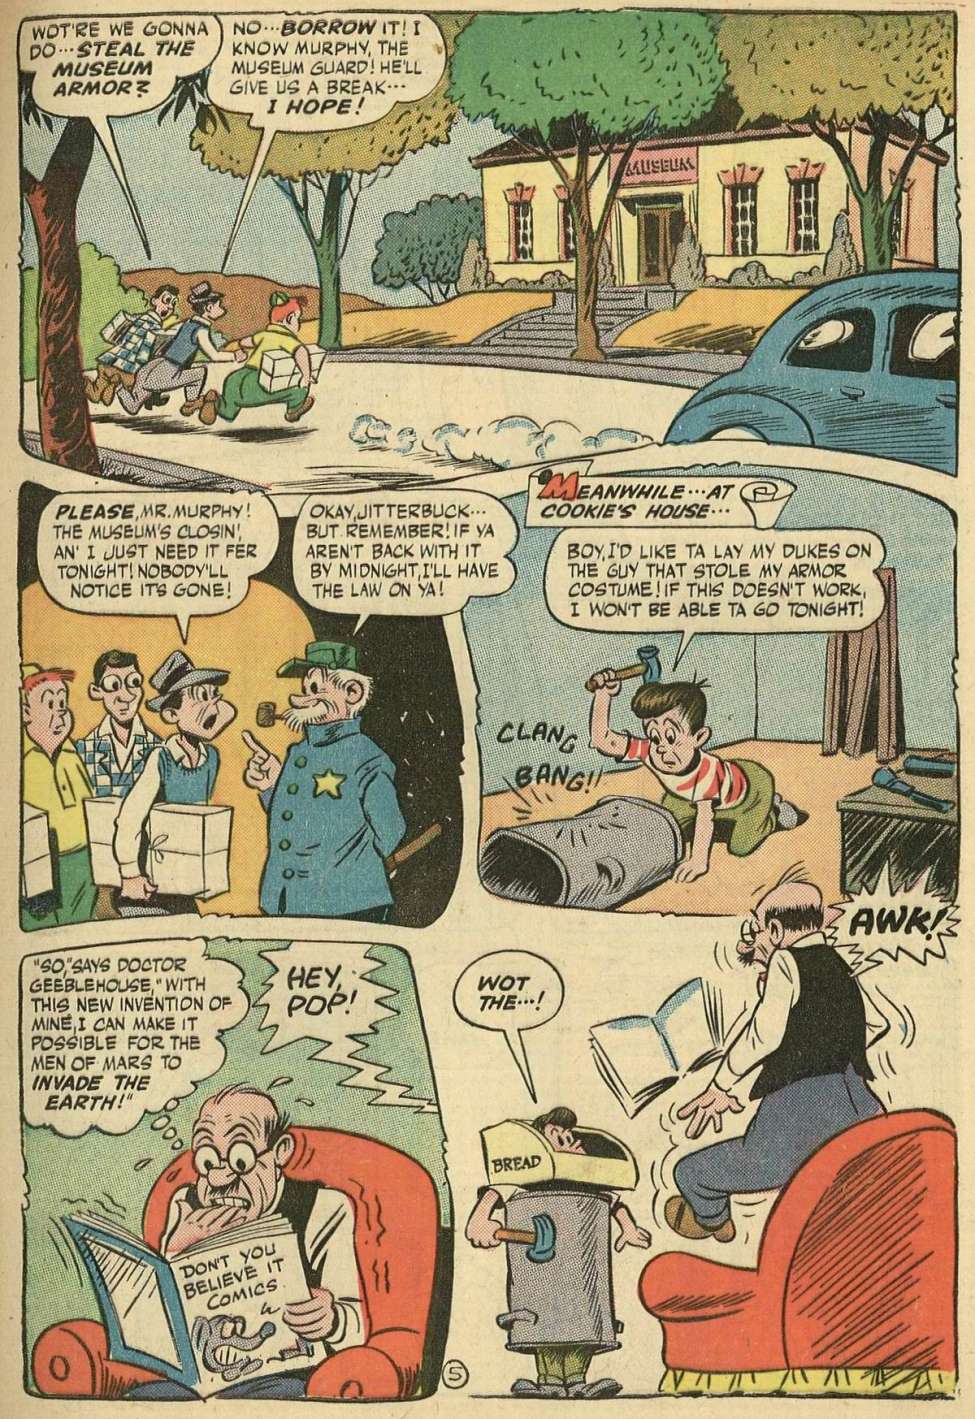 WOT'RE WE GONNA
DO...STEAL THE
MUSEUM
ARMOR?
NO...BORROW IT! I
KNOW MURPHY, THE
MUSEUM GUARD! HE'LL
GIVE US A BREAK...
I HOPE!
MUSEUM
PLEASE, MR. MURPHY!
THE MUSEUM'S CLOSIN',
AN' I JUST NEED IT FER
TONIGHT! NOBODY'LL
NOTICE IT'S GONE!
OKAY, JITTERBUCK...
BUT REMEMBER! IF YA
AREN'T BACK WITH IT
BY MIDNIGHT, I'LL HAVE
THE LAW ON YA!
MEANWHILE...AT
COOKIE'S HOUSE...
BOY, I'D LIKE TA LAY MY DUKES ON
THE GUY THAT STOLE MY ARMOR
COSTUME! IF THIS DOESN'T WORK,
I WON'T BE ABLE TA GO TONIGHT!
CLANG
BANG!!
"SO," SAYS DOCTOR
GEEBLEHOUSE, "WITH
THIS NEW INVENTION OF
MINE, I CAN MAKE IT
POSSIBLE FOR THE
MEN OF MARS TO
INVADE THE
EARTH!"
HEY,
POP!
DON'T YOU
BELIEVE IT
COMICS
5
WOT
THE...!
AWK!
BREAD